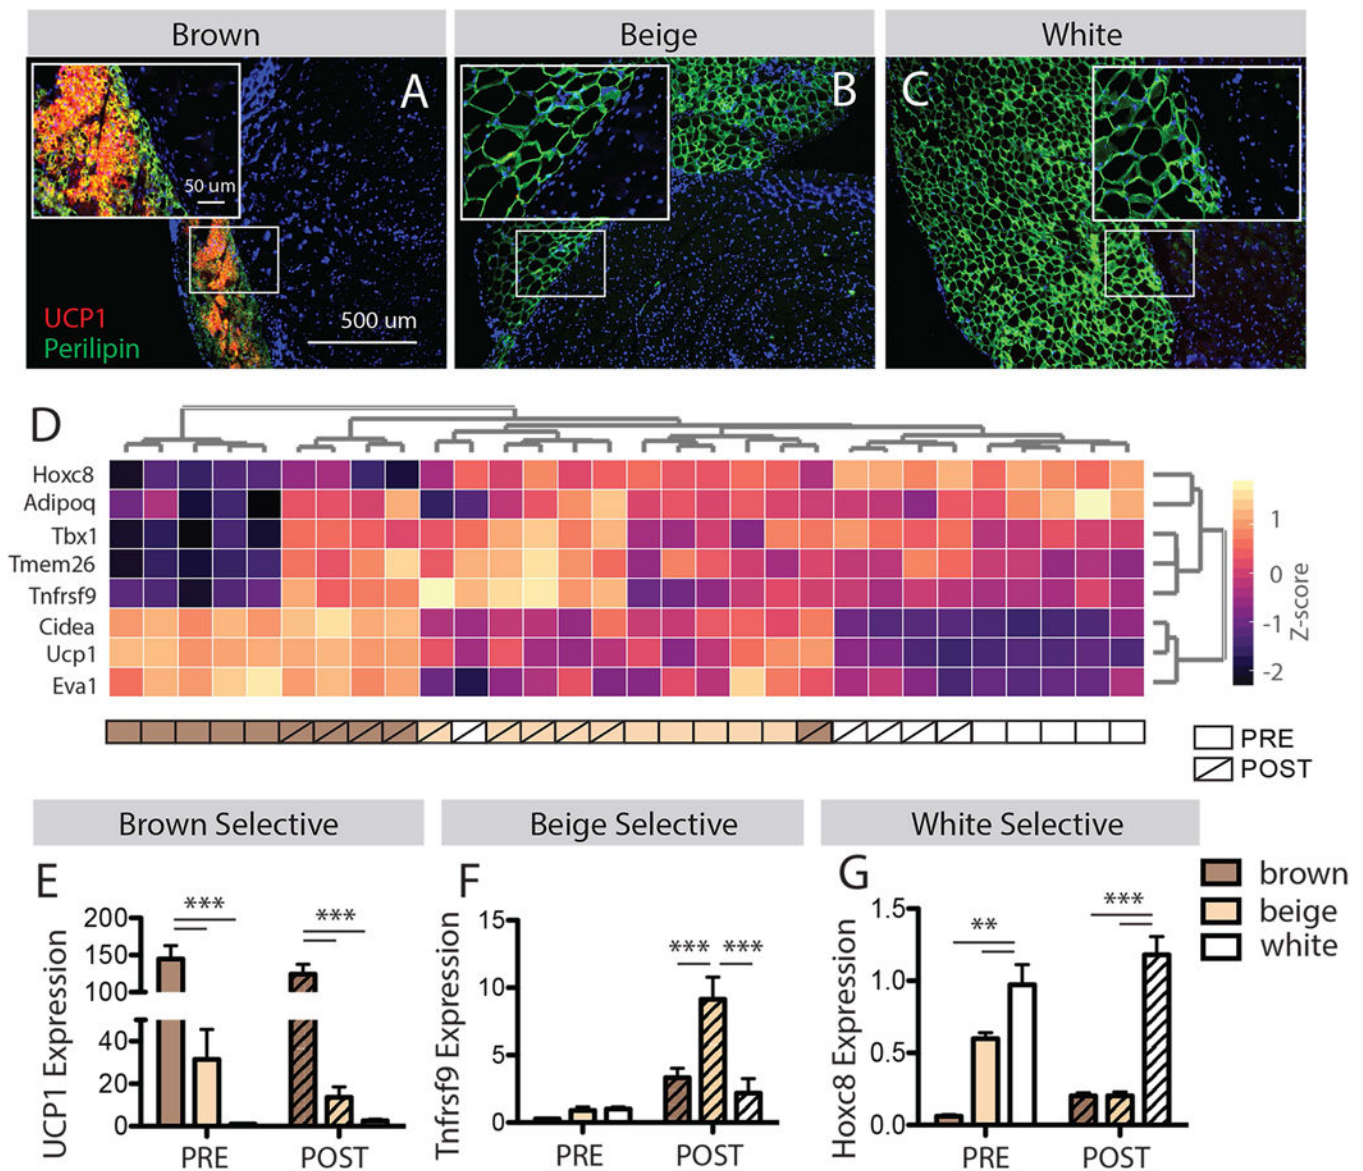 Brown
Beige
White
A
B
C
50 um
500 um
UCP1
Perilipin
D
Hoxc8
Adipoq
Tbx1
Tmem26
Tnfrsf9
Cidea
Ucp1
Eva1
1
0
-1
-2
Z-score
PRE
POST
Brown Selective
Beige Selective
White Selective
E
UCP1 Expression
200
150
100
40
20
0
***
***
PRE
POST
F
Tnfrsf9 Expression
15
10
5
0
***
***
PRE
POST
G
Hoxc8 Expression
1.5
1.0
0.5
0.0
**
***
PRE
POST
brown
beige
white